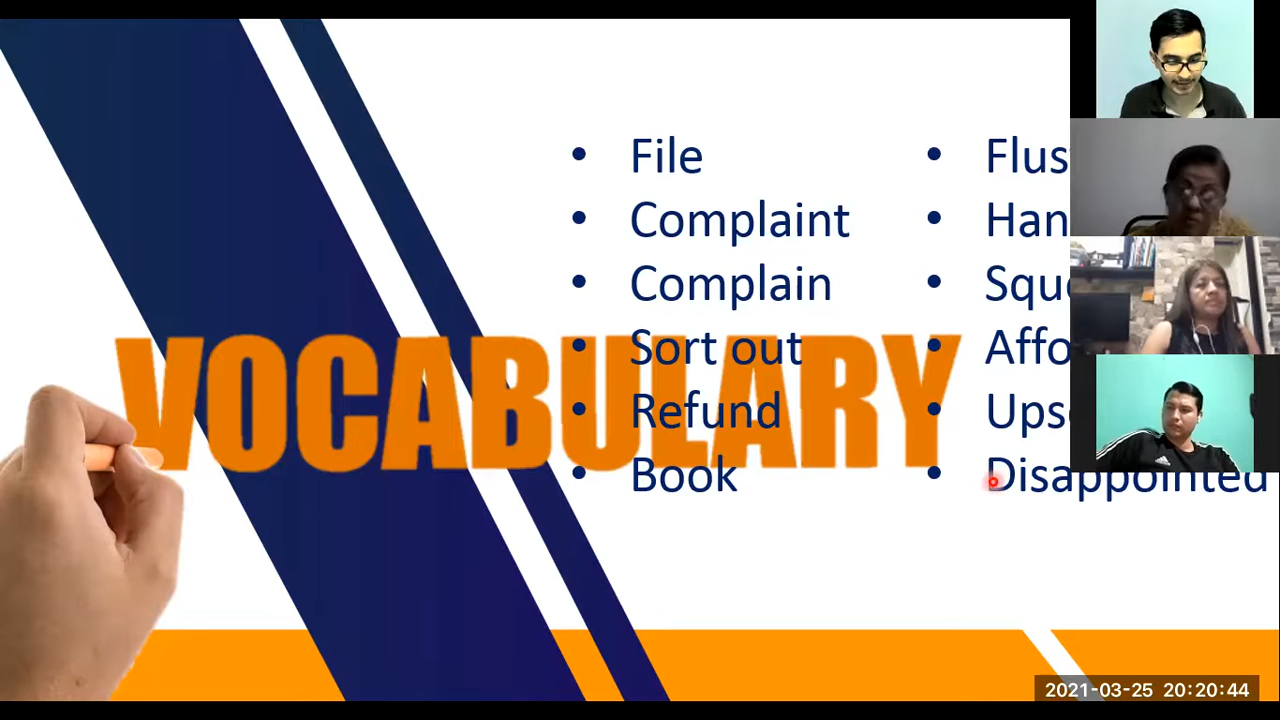 File
Complaint
Complain
Sort out
Refund
Book
Disappointed
VOCABULARY
2021-03-25 20:20:44